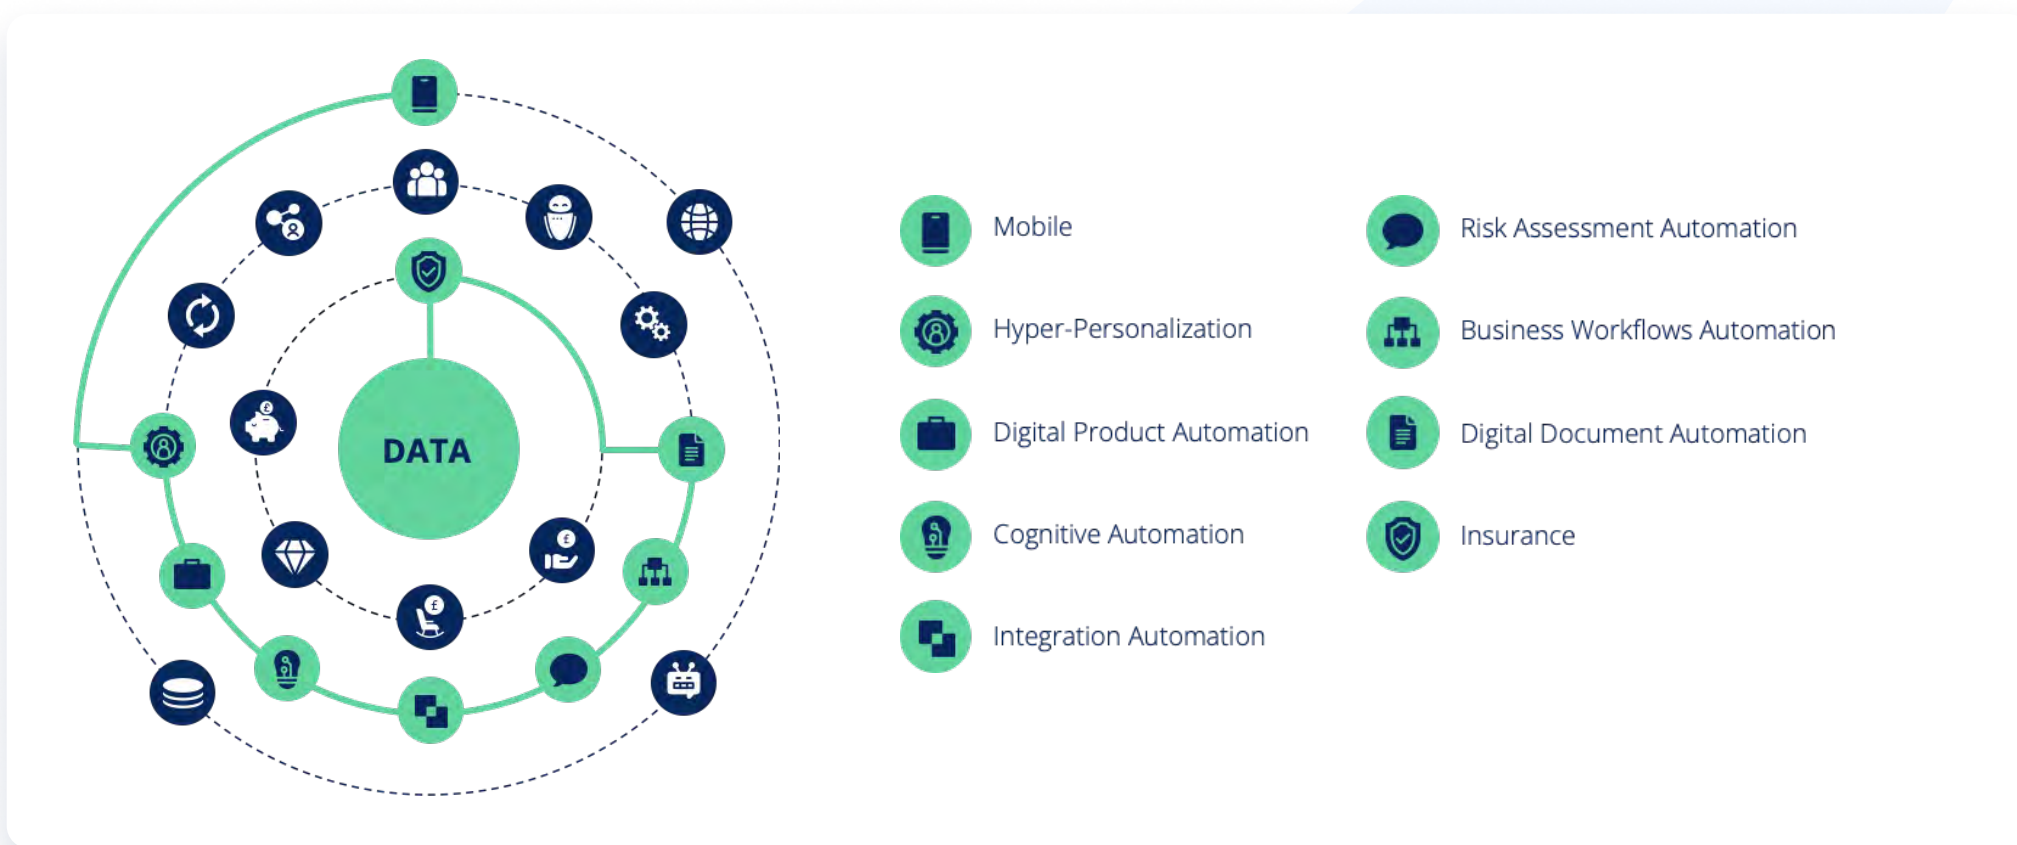 DATA
Mobile
Hyper-Personalization
Digital Product Automation
Cognitive Automation
Integration Automation
Risk Assessment Automation
Business Workflows Automation
Digital Document Automation
Insurance
£
£
£